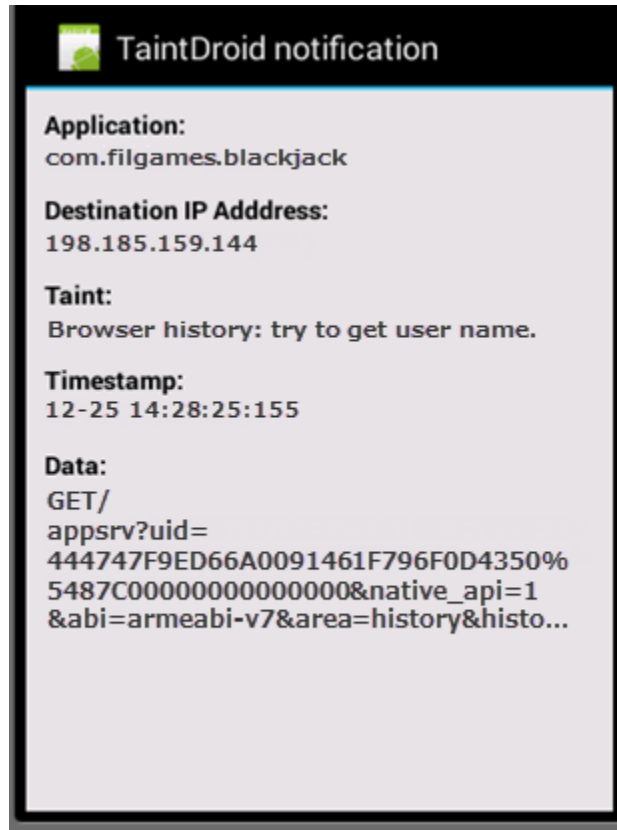 TaintDroid notification
Application:
com.filgames.blackjack
Destination IP Adddress:
198.185.159.144
Taint:
Browser history: try to get user name.
Timestamp:
12-25 14:28:25:155
Data:
GET/
appsrv?uid=
444747F9ED66A0091461F796F0D4350%
5487C00000000000000&native_api=1
&abi=armeabi-v7&area=history&histo...